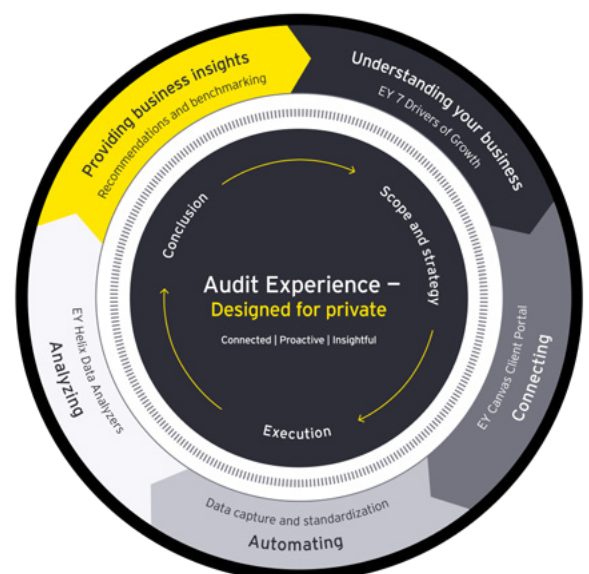 Providing business insights
Recommendations and benchmarking
Understanding your business
EY 7 Drivers of Growth
Connecting
EY Canvas Client Portal
Automating
Data capture and standardization
Analyzing
EY Helix Data Analyzers
Conclusion
Scope and strategy
Execution
Audit Experience —
Designed for private
Connected | Proactive | Insightful